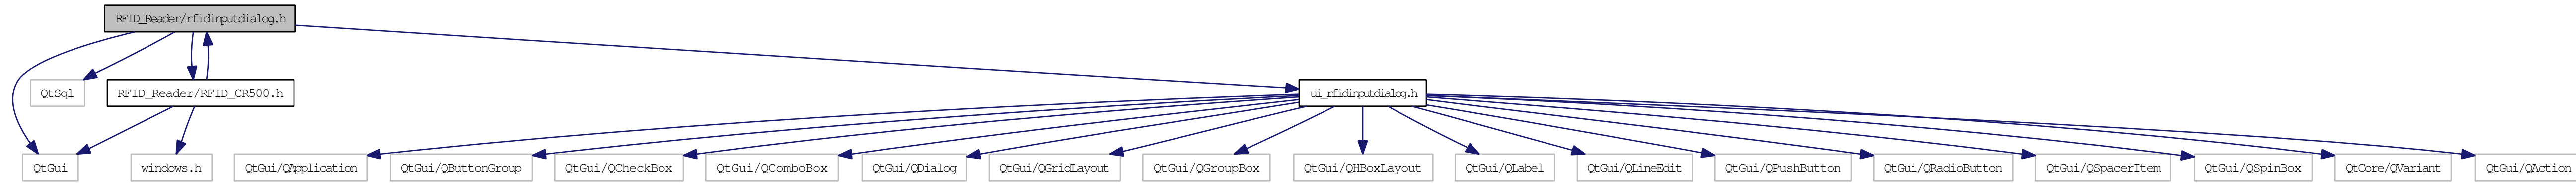 RFID_Reader/rfidinputdialog.h
QtSql
RFID_Reader/RFID_CR500.h
ui_rfidinputdialog.h
QtGui
windows.h
QtGui/QApplication
QtGui/QButtonGroup
QtGui/QCheckBox
QtGui/QComboBox
QtGui/QDialog
QtGui/QGridLayout
QtGui/QGroupBox
QtGui/QHBoxLayout
QtGui/QLabel
QtGui/QLineEdit
QtGui/QPushButton
QtGui/QRadioButton
QtGui/QSpacerItem
QtGui/QSpinBox
QtCore/QVariant
QtGui/QAction